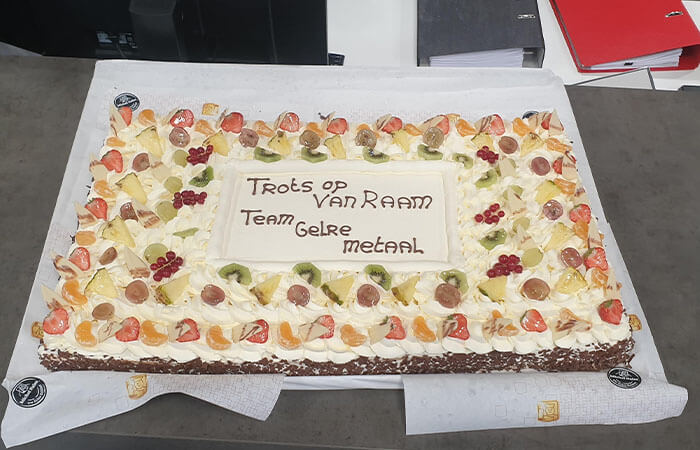 Trots op
van Raam
Team
Gelre
metaal